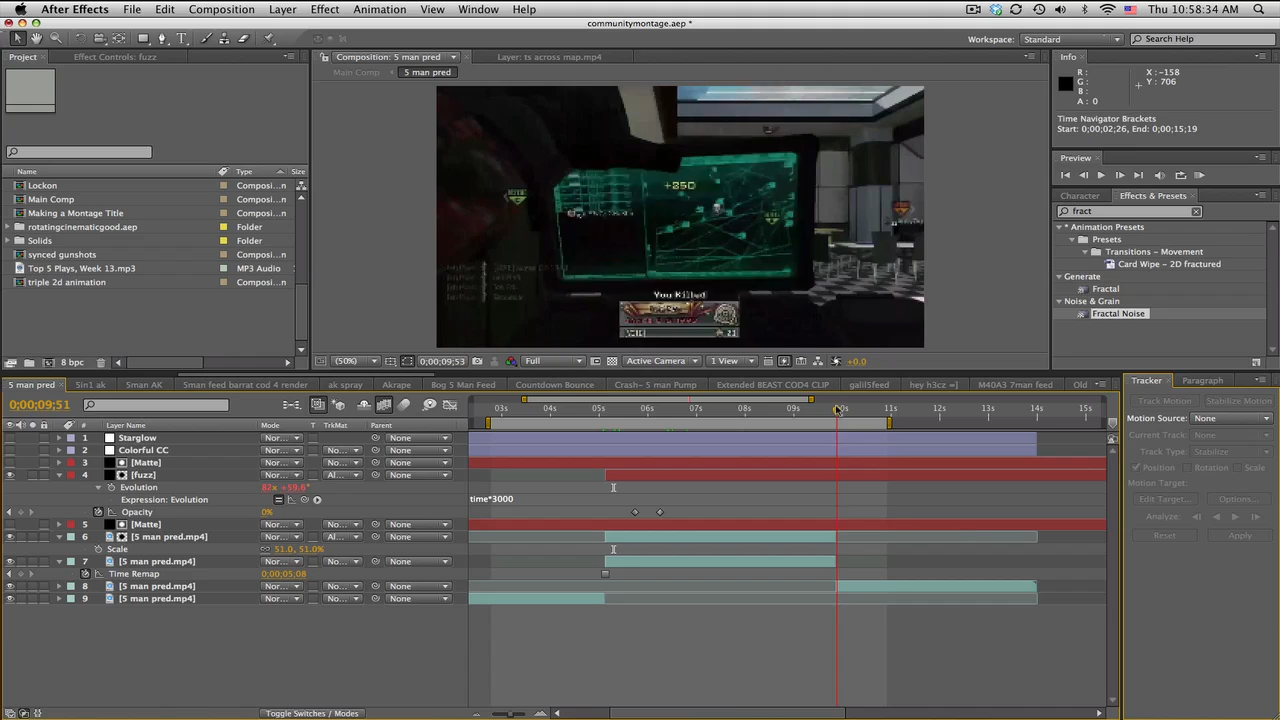 After Effects File Edit Composition Layer Effect Animation View Window Help Thu 10:58:34 AM
communitymontage.aep *
Workspace: Standard Search Help
Project Effect Controls: fuzz Composition: 5 man pred Layer: ts across map.mp4 Info
Main Comp 5 man pred
R: X: -158
G: Y: 706
B:
A: 0
Time Navigator Brackets
Start: 0;00;02;26, End: 0;00;15;19
Preview
Name Type Size
Lockon Composi...n
Main Comp Composi...n
Making a Montage Title Composi...n
rotatingcinematicgood.aep Folder
Solids Folder
synced gunshots Composi...n
Top 5 Plays, Week 13.mp3 MP3 Audio
triple 2d animation Composi...n
+350
You Killed
Character Effects & Presets
fract
* Animation Presets
Presets
Transitions - Movement
Card Wipe - 2D fractured
Generate
Fractal
Noise & Grain
Fractal Noise
8 bpc (50%) 0;00;09;53 Full Active Camera 1 View +0.0
5 man pred 5in1 ak 5man AK 5man feed barrat cod 4 render ak spray Akrape Bog 5 Man Feed Countdown Bounce Crash- 5 man Pump Extended BEAST COD4 CLIP galil5feed hey h3cz =] M40A3 7man feed Old
0;00;09;51 03s 04s 05s 06s 07s 08s 09s 10s 11s 12s 13s 14s 15s
# Layer Name Mode T TrkMat Parent
1 Starglow Nor... None
2 Colorful CC Nor... No... None
3 [Matte] Nor... No... None
4 [fuzz] Nor... No... None
Evolution 82x +59.6°
Expression: Evolution time*3000
Opacity 0%
5 [Matte] Nor... No... None
6 [5 man pred.mp4] Nor... Al... None
Scale 51.0, 51.0%
7 [5 man pred.mp4] Nor... No... None
Time Remap 0;00;05;08
8 [5 man pred.mp4] Nor... No... None
9 [5 man pred.mp4] Nor... No... None
Toggle Switches / Modes
Tracker Paragraph
Track Motion Stabilize Motion
Motion Source: None
Current Track: None
Track Type: Stabilize
Position Rotation Scale
Motion Target:
Edit Target... Options...
Analyze:
Reset Apply